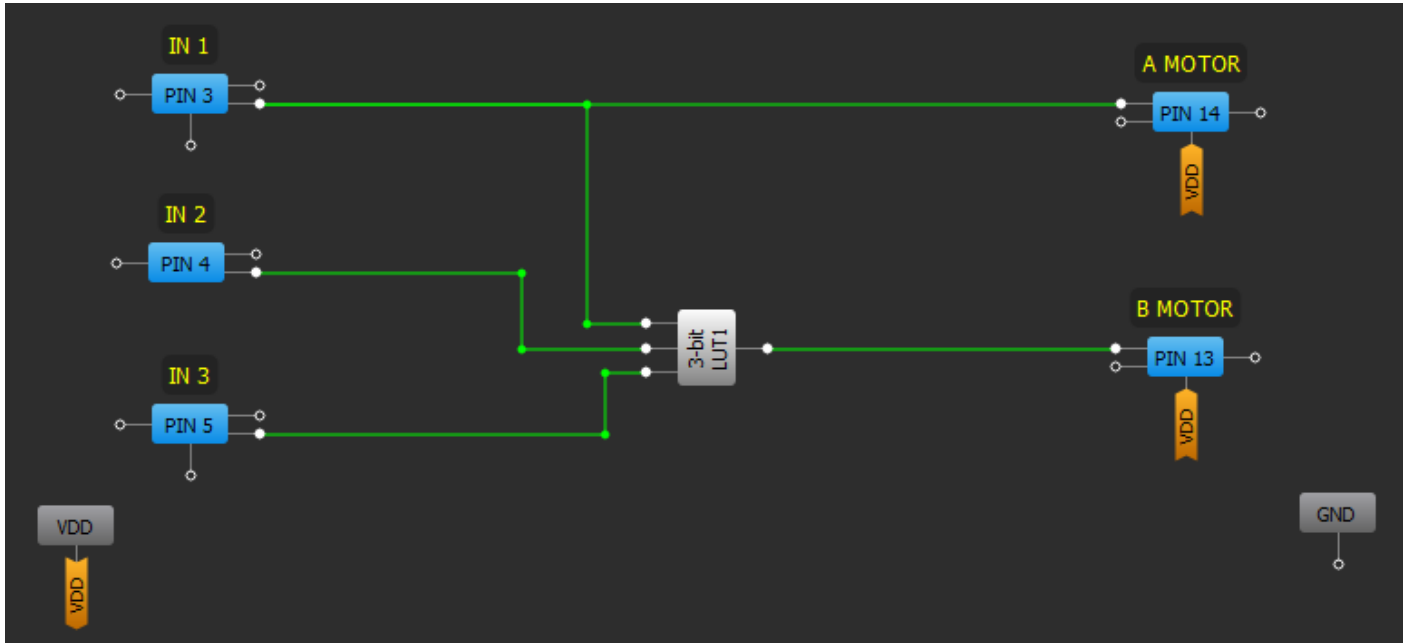 IN 1
PIN 3
A MOTOR
PIN 14
VDD
IN 2
PIN 4
B MOTOR
3-bit
LUT1
PIN 13
VDD
IN 3
PIN 5
VDD
VDD
GND